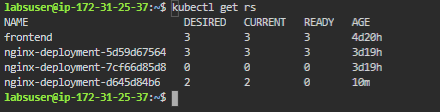 labsuser@ip-172-31-25-37:~$ kubectl get rs
NAME DESIRED CURRENT READY AGE
frontend 3 3 3 4d20h
nginx-deployment-5d59d67564 3 3 3 3d19h
nginx-deployment-7cf66d85d8 0 0 0 3d19h
nginx-deployment-d645d84b6 2 2 0 10m
labsuser@ip-172-31-25-37:~$